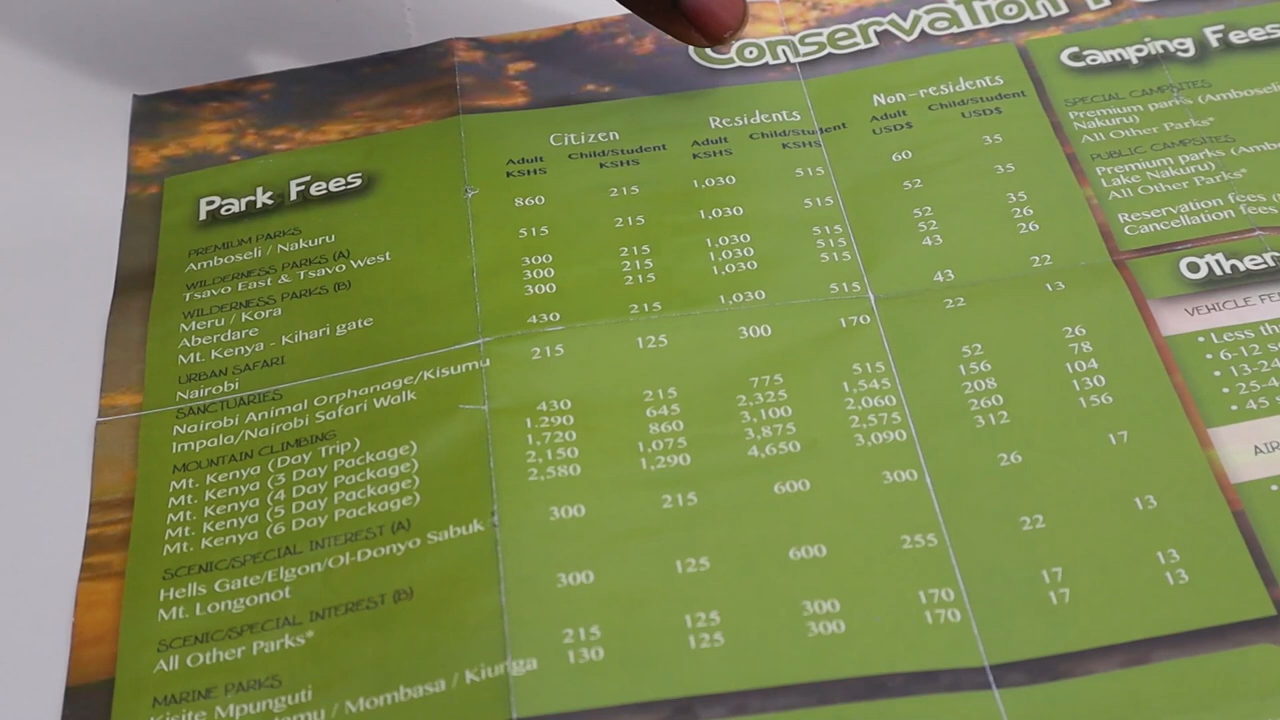 Conservation
Park Fees
Citizen Residents Non-residents
Adult KSHS Child/Student KSHS Adult KSHS Child/Student KSHS Adult USD$ Child/Student USD$
PREMIUM PARKS
Amboseli / Nakuru 860 215 1,030 515 60 35
WILDERNESS PARKS (A)
Tsavo East & Tsavo West 515 215 1,030 515 52 35
WILDERNESS PARKS (B)
Meru / Kora 300 215 1,030 515 52 35
Aberdare 300 215 1,030 515 52 26
Mt. Kenya - Kihari gate 300 215 1,030 515 43 26
URBAN SAFARI
Nairobi 430 215 1,030 515 43 22
SANCTUARIES
Nairobi Animal Orphanage/Kisumu 215 125 300 170 22 13
Impala/Nairobi Safari Walk
MOUNTAIN CLIMBING
Mt. Kenya (Day Trip) 430 215 775 515 52 26
Mt. Kenya (3 Day Package) 1.290 645 2,325 1,545 156 78
Mt. Kenya (4 Day Package) 1,720 860 3,100 2,060 208 104
Mt. Kenya (5 Day Package) 2,150 1,075 3,875 2,575 260 130
Mt. Kenya (6 Day Package) 2,580 1,290 4,650 3,090 312 156
SCENIC/SPECIAL INTEREST (A)
Hells Gate/Elgon/Ol-Donyo Sabuk 300 215 600 300 26 17
Mt. Longonot
SCENIC/SPECIAL INTEREST (B)
All Other Parks* 300 125 600 255 22 13
MARINE PARKS
Kisite Mpunguti 215 125 300 170 17 13
/ Mombasa / Kiunga 130 125 300 170 17 13
Camping Fees
SPECIAL CAMPSITES
Premium parks (Amboseli
Nakuru)
All Other Parks*
PUBLIC CAMPSITES
Premium parks
Lake Nakuru)
All Other Parks*
Reservation fees
Cancellation fees
Other
VEHICLE
• Less
• 6-12
• 13-24
• 25-4
• 45